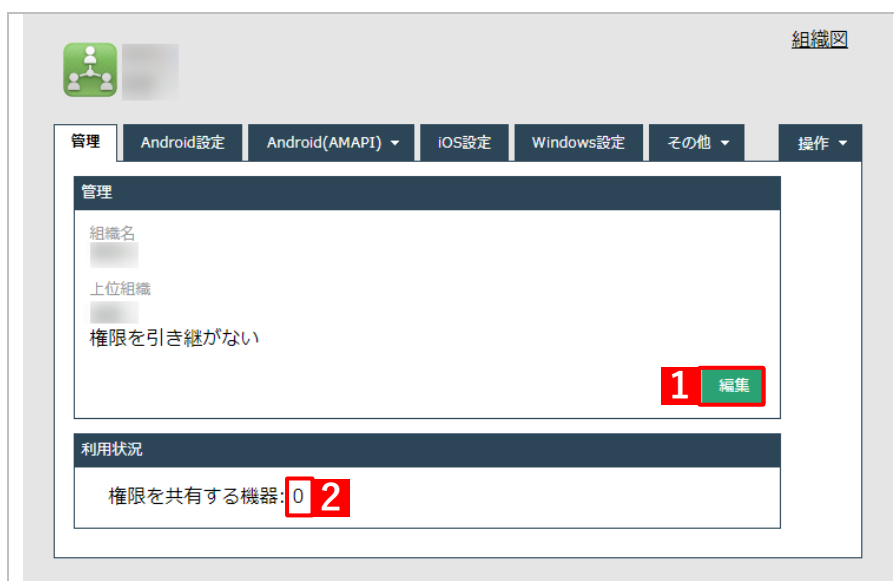 組織図
管理 Android設定 Android(AMAPI) iOS設定 Windows設定 その他 操作
管理
組織名
上位組織
権限を引き継がない
1 編集
利用状況
権限を共有する機器: 0 2